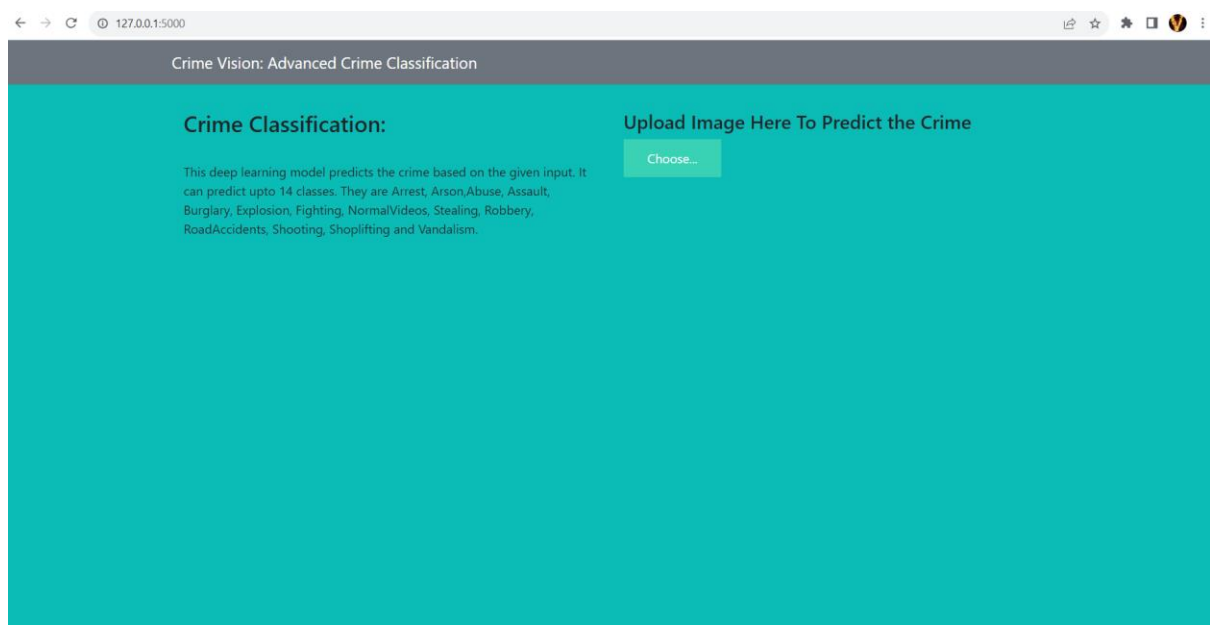 127.0.0.1:5000
Crime Vision: Advanced Crime Classification
Crime Classification:
This deep learning model predicts the crime based on the given input. It
can predict upto 14 classes. They are Arrest, Arson,Abuse, Assault,
Burglary, Explosion, Fighting, NormalVideos, Stealing, Robbery,
RoadAccidents, Shooting, Shoplifting and Vandalism.
Upload Image Here To Predict the Crime
Choose...